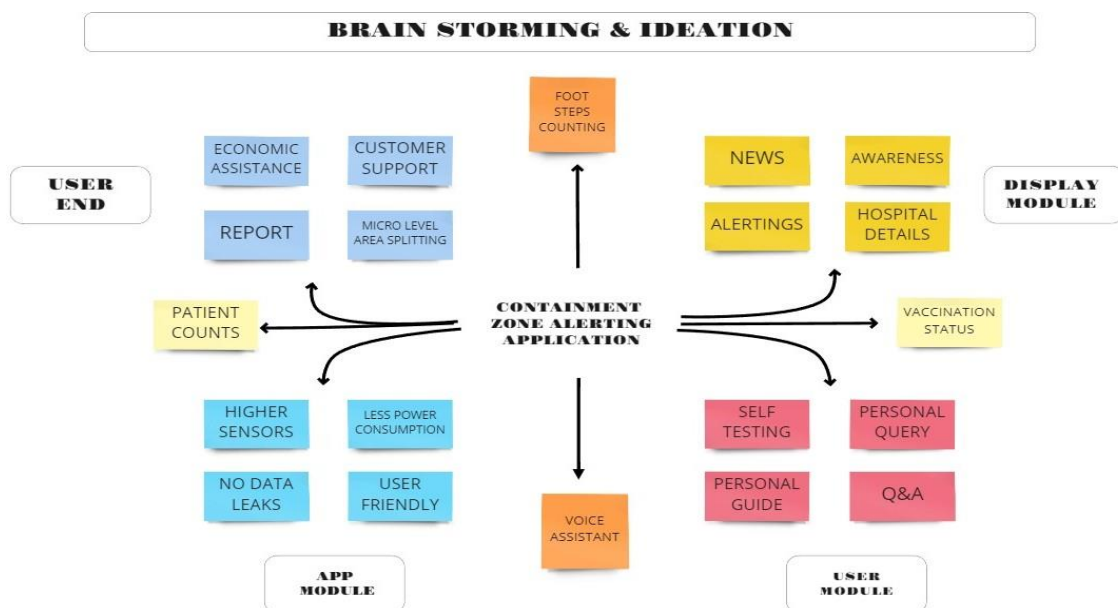 BRAIN STORMING & IDEATION
FOOT
STEPS
COUNTING
ECONOMIC
ASSISTANCE
CUSTOMER
SUPPORT
NEWS
AWARENESS
USER
END
DISPLAY
MODULE
REPORT
MICRO LEVEL
AREA SPLITTING
ALERTINGS
HOSPITAL
DETAILS
PATIENT
COUNTS
CONTAINMENT
ZONE ALERTING
APPLICATION
VACCINATION
STATUS
HIGHER
SENSORS
LESS POWER
CONSUMPTION
SELF
TESTING
PERSONAL
QUERY
NO DATA
LEAKS
USER
FRIENDLY
PERSONAL
GUIDE
Q&A
VOICE
ASSISTANT
APP
MODULE
USER
MODULE